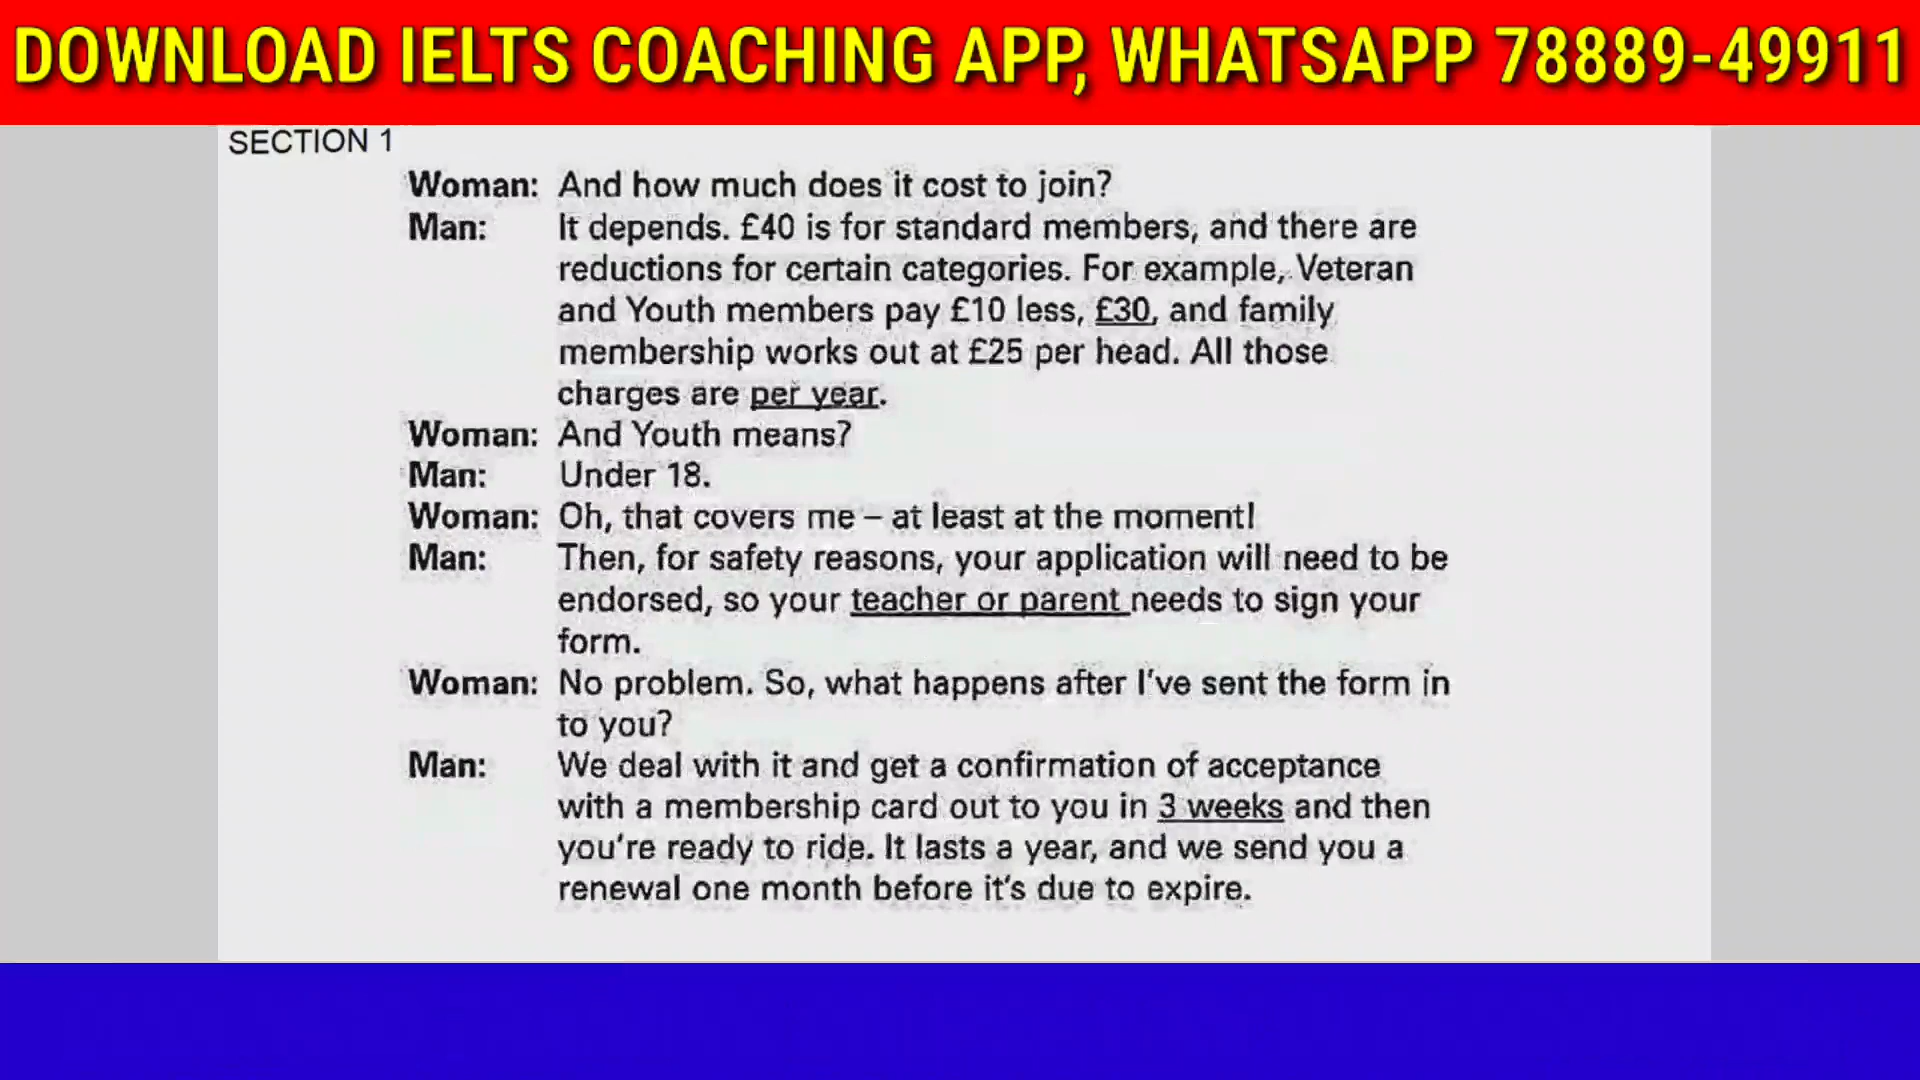 DOWNLOAD IELTS COACHING APP, WHATSAPP 78889-49911
SECTION 1
Woman: And how much does it cost to join?
Man: It depends. £40 is for standard members, and there are
reductions for certain categories. For example, Veteran
and Youth members pay £10 less, £30, and family
membership works out at £25 per head. All those
charges are per year.
Woman: And Youth means?
Man: Under 18.
Woman: Oh, that covers me – at least at the moment!
Man: Then, for safety reasons, your application will need to be
endorsed, so your teacher or parent needs to sign your
form.
Woman: No problem. So, what happens after I've sent the form in
to you?
Man: We deal with it and get a confirmation of acceptance
with a membership card out to you in 3 weeks and then
you're ready to ride. It lasts a year, and we send you a
renewal one month before it's due to expire.